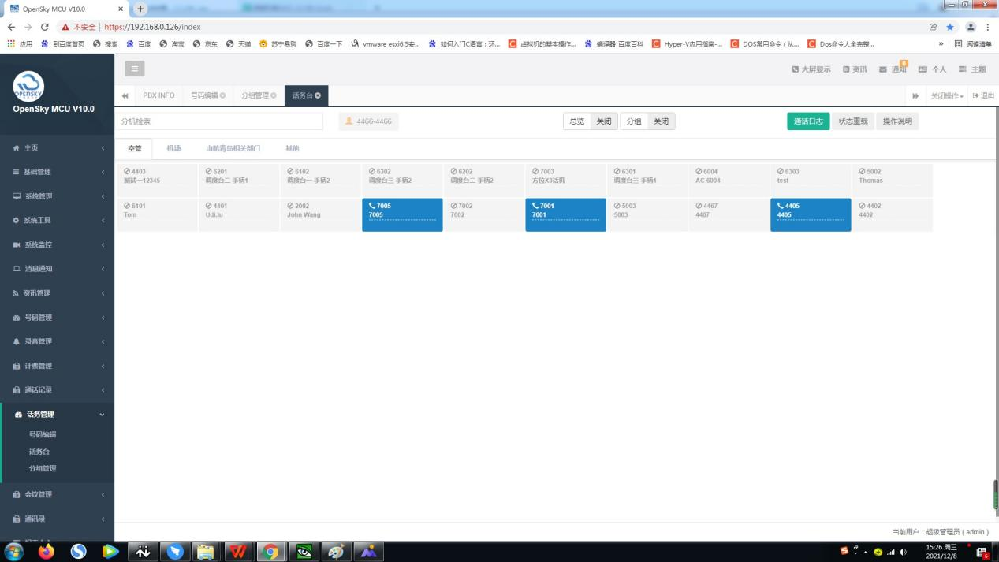 OpenSky MCU V10.0
不安全 https://192.168.0.126/index
应用 到百度首页 搜索 百度 淘宝 京东 天猫 苏宁易购 百度一下 vmware esxi6.5安... 如何入门C语言：环... 虚拟机的基本操作... 编译器_百度百科 Hyper-V应用指南-... DOS常用命令（从... Dos命令大全完整... » 阅读清单
OPENSKY
OpenSky MCU V10.0
大屏显示 资讯 通知 0 个人 主题
PBX INFO 号码编辑 分组管理 话务台 关闭操作 退出
分机检索 4466-4466 总览 关闭 分组 关闭 通话日志 状态重载 操作说明
空管 机场 山航青岛相关部门 其他
4403 6201 6102 6302 6202 7003 6301 6004 6303 5002
测试一12345 调度台二 手柄1 调度台一 手柄2 调度台三 手柄2 调度台二 手柄2 方位X3话机 调度台三 手柄1 AC 6004 test Thomas
6101 4401 2002 7005 7002 7001 5003 4467 4405 4402
Tom Udi.lu John Wang 7005 7002 7001 5003 4467 4405 4402
主页
基础管理
系统管理
系统工具
系统监控
消息通知
资讯管理
号码管理
录音管理
计费管理
通话记录
话务管理
号码编辑
话务台
分组管理
会议管理
通讯录
当前用户：超级管理员 ( admin )
15:26 周三
2021/12/8
6